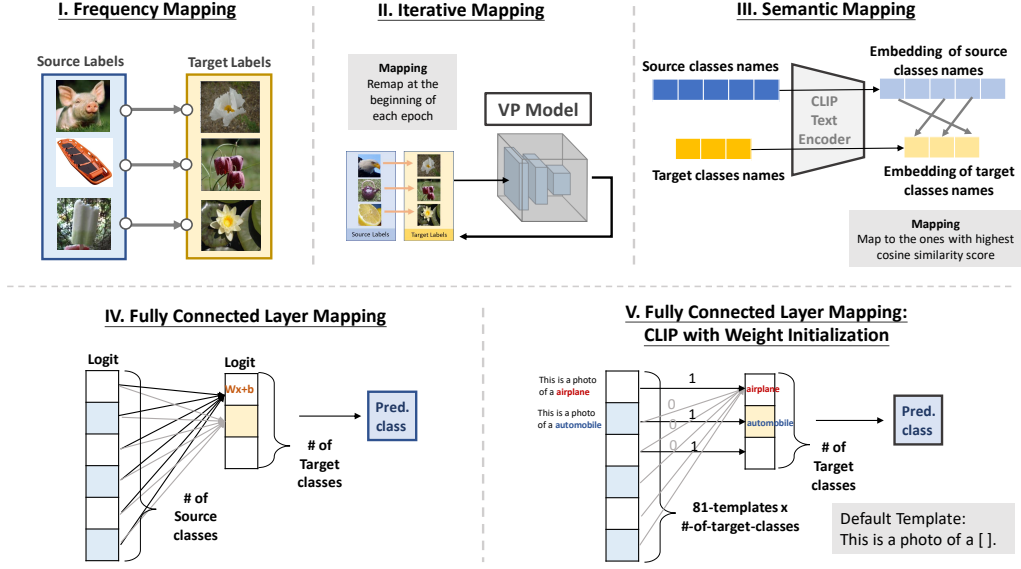 I. Frequency Mapping
Source Labels
Target Labels
II. Iterative Mapping
Mapping
Remap at the
beginning of
each epoch
VP Model
Source Labels
Target Labels
III. Semantic Mapping
Source classes names
Target classes names
CLIP
Text
Encoder
Embedding of source
classes names
Embedding of target
classes names
Mapping
Map to the ones with highest
cosine similarity score
IV. Fully Connected Layer Mapping
Logit
Logit
Wx+b
# of
Source
classes
# of
Target
classes
Pred.
class
V. Fully Connected Layer Mapping:
CLIP with Weight Initialization
This is a photo
of a airplane
This is a photo
of a automobile
1
0
1
0
0
1
airplane
automobile
81-templates x
#-of-target-classes
# of
Target
classes
Pred.
class
Default Template:
This is a photo of a [ ].